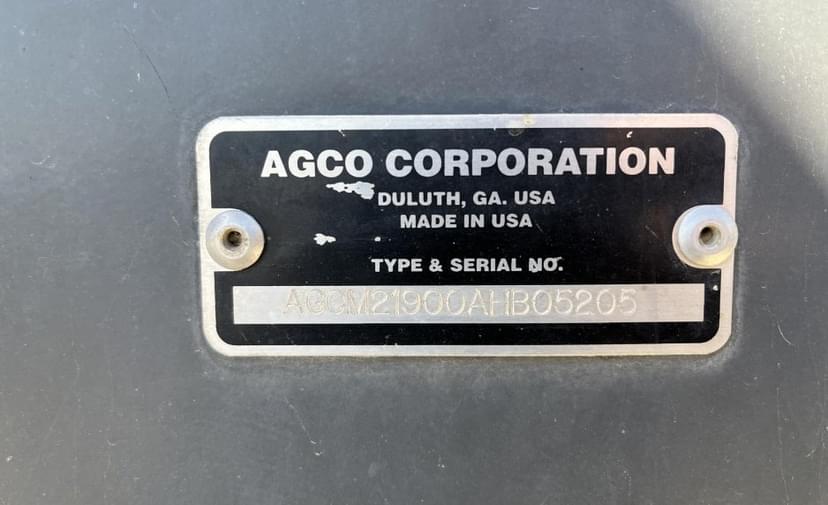 AGCO CORPORATION
DULUTH, GA. USA
MADE IN USA
TYPE & SERIAL NO.
AGCM21900AHB05205